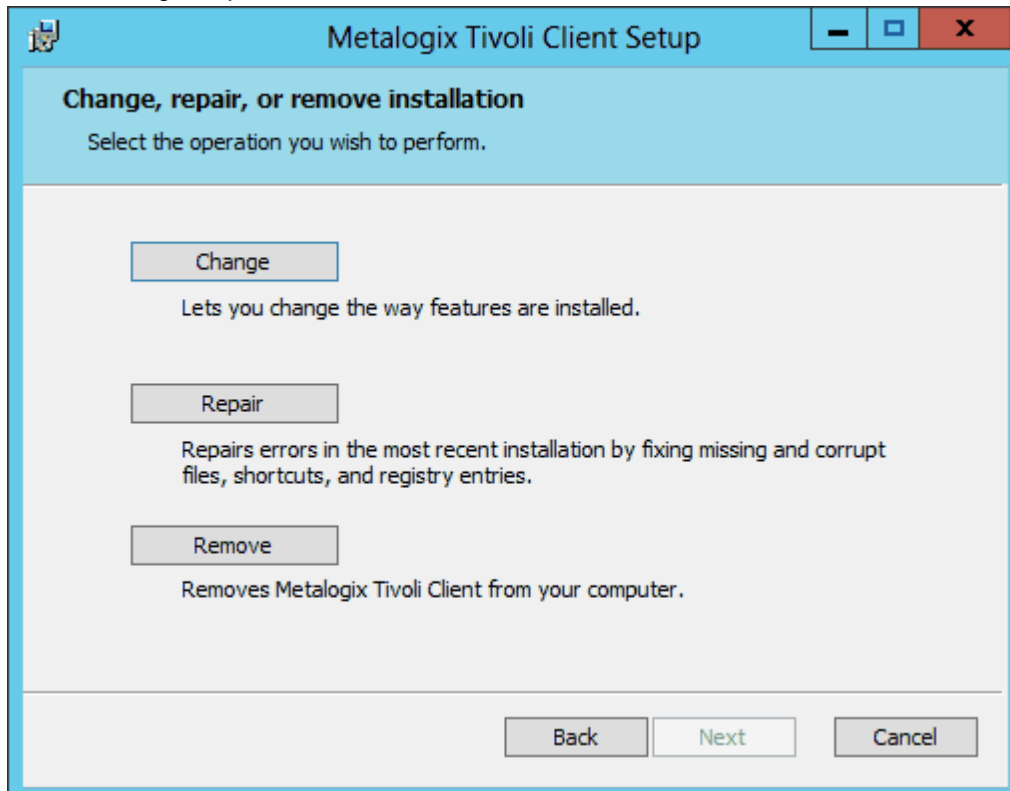 Metalogix Tivoli Client Setup
Change, repair, or remove installation
Select the operation you wish to perform.
Change
Lets you change the way features are installed.
Repair
Repairs errors in the most recent installation by fixing missing and corrupt
files, shortcuts, and registry entries.
Remove
Removes Metalogix Tivoli Client from your computer.
Back Next Cancel